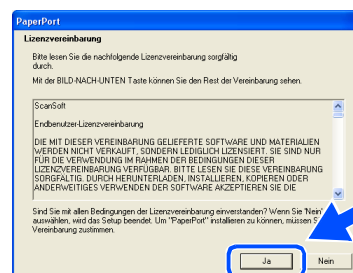 PaperPort
Lizenzvereinbarung
Bitte lesen Sie die nachfolgende Lizenzvereinbarung sorgfältig
durch.
Mit der BILD-NACH-UNTEN Taste können Sie den Rest der Vereinbarung sehen.
ScanSoft
Endbenutzer-Lizenzvereinbarung
DIE MIT DIESER VEREINBARUNG GELIEFERTE SOFTWARE UND MATERIALIEN
WERDEN NICHT VERKAUFT, SONDERN LEDIGLICH LIZENSIERT. SIE SIND NUR
FÜR DIE VERWENDUNG IM RAHMEN DER BEDINGUNGEN DIESER
LIZENZVEREINBARUNG VERFÜGBAR. BITTE LESEN SIE DIESE VEREINBARUNG
SORGFÄLTIG. DURCH HERUNTERLADEN, INSTALLIEREN, KOPIEREN ODER
ANDERWEITIGES VERWENDEN DER SOFTWARE AKZEPTIEREN SIE DIE
Sind Sie mit allen Bedingungen der Lizenzvereinbarung einverstanden? Wenn Sie "Nein"
auswählen, wird das Setup beendet. Um "PaperPort" installieren zu können, müssen S
Vereinbarung zustimmen.
Ja
Nein